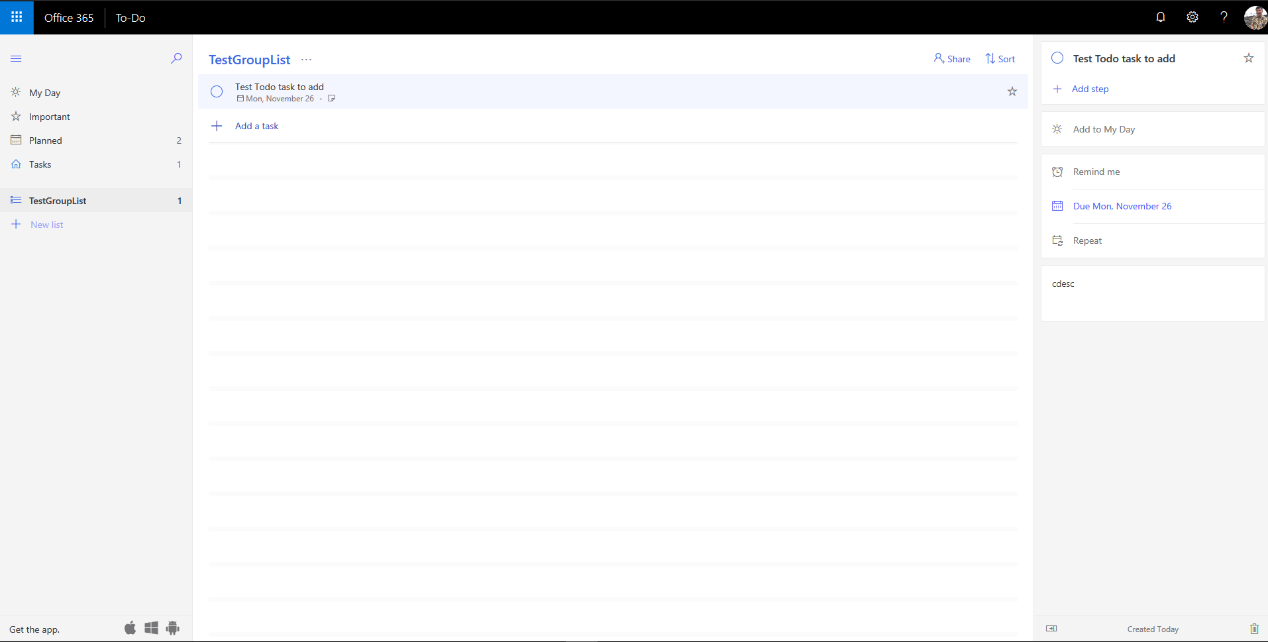 Office 365 To-Do ?
My Day
Important
Planned 2
Tasks 1
TestGroupList 1
New list
Get the app.
TestGroupList ...
Share Sort
Test Todo task to add
Mon, November 26
Add a task
Test Todo task to add
Add step
Add to My Day
Remind me
Due Mon, November 26
Repeat
cdesc
Created Today